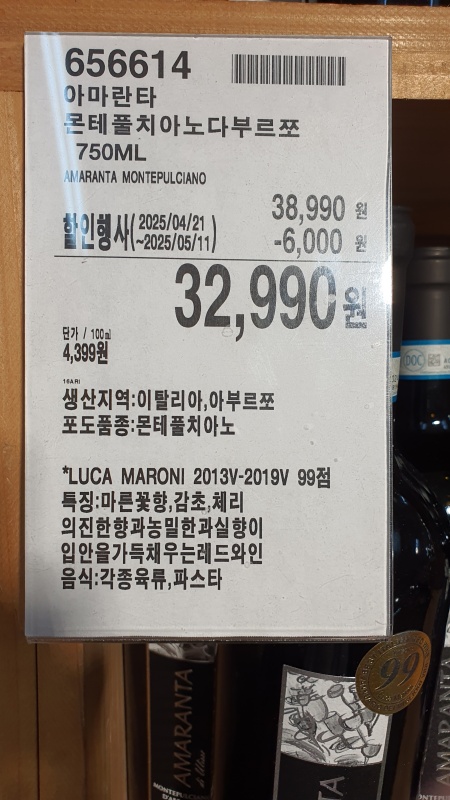 656614
아마란타
몬테풀치아노다부르쪼
750ML
AMARANTA MONTEPULCIANO
38,990 원
할인행사(2025/04/21 ~2025/05/11) -6,000 원
32,990원
단가 / 100㎖
4,399원
생산지역:이탈리아,아부르쪼
포도품종:몬테풀치아노
*LUCA MARONI 2013V-2019V 99점
특징:마른꽃향,감초,체리
의진한향과농밀한과실향이
입안을가득채우는레드와인
음식:각종육류,파스타
DOC
99
AMARANTA
AMARANTA